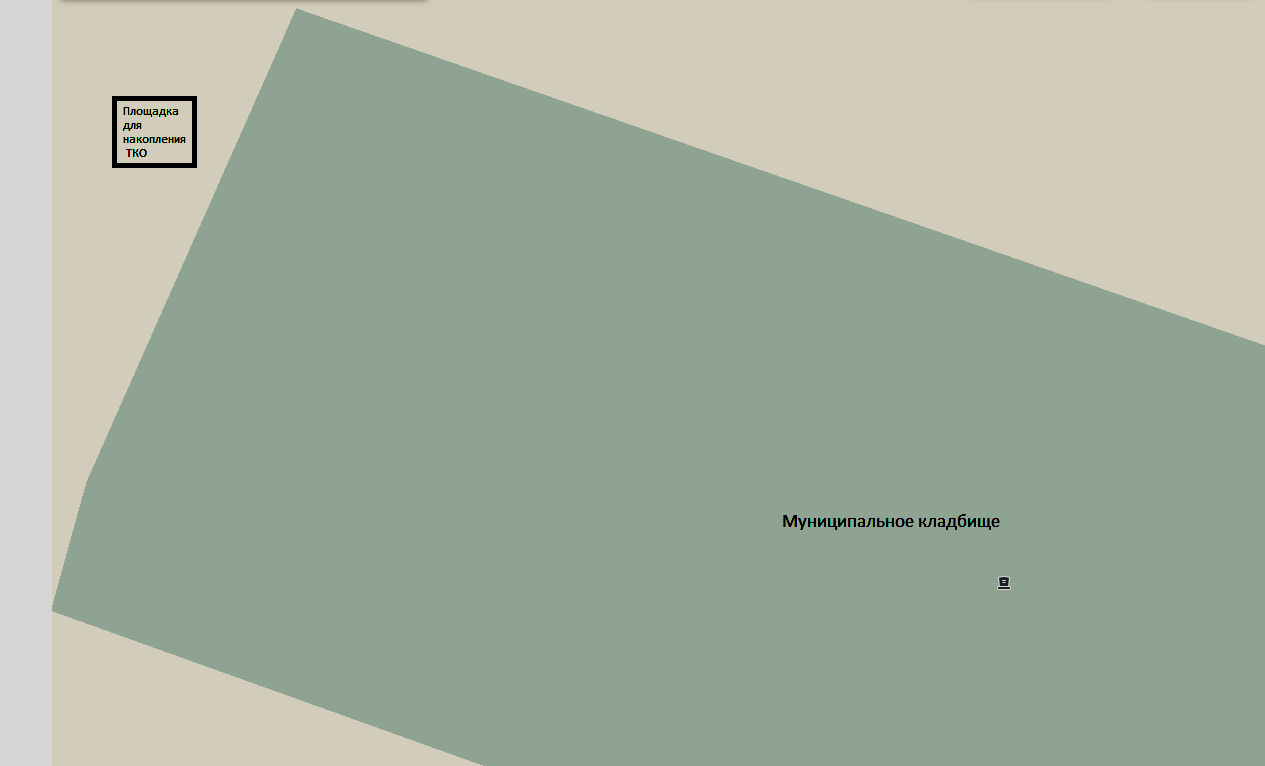 Площадка
для
накопления
ТКО
Муниципальное кладбище